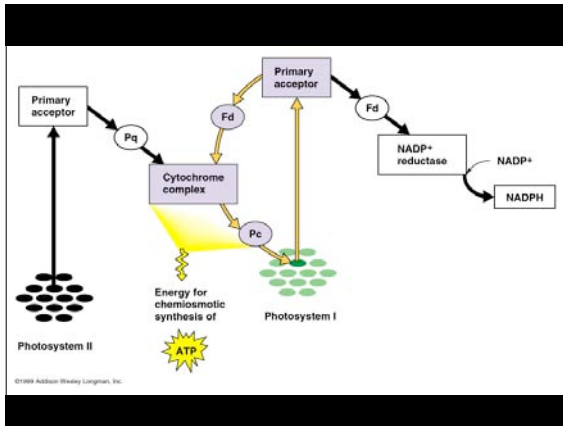 Primary
acceptor
Primary
acceptor
Fd
Fd
Pq
NADP+
reductase
NADP+
NADPH
Cytochrome
complex
Pc
Energy for
chemiosmotic
synthesis of
ATP
Photosystem I
Photosystem II
©1999 Addison Wesley Longman, Inc.